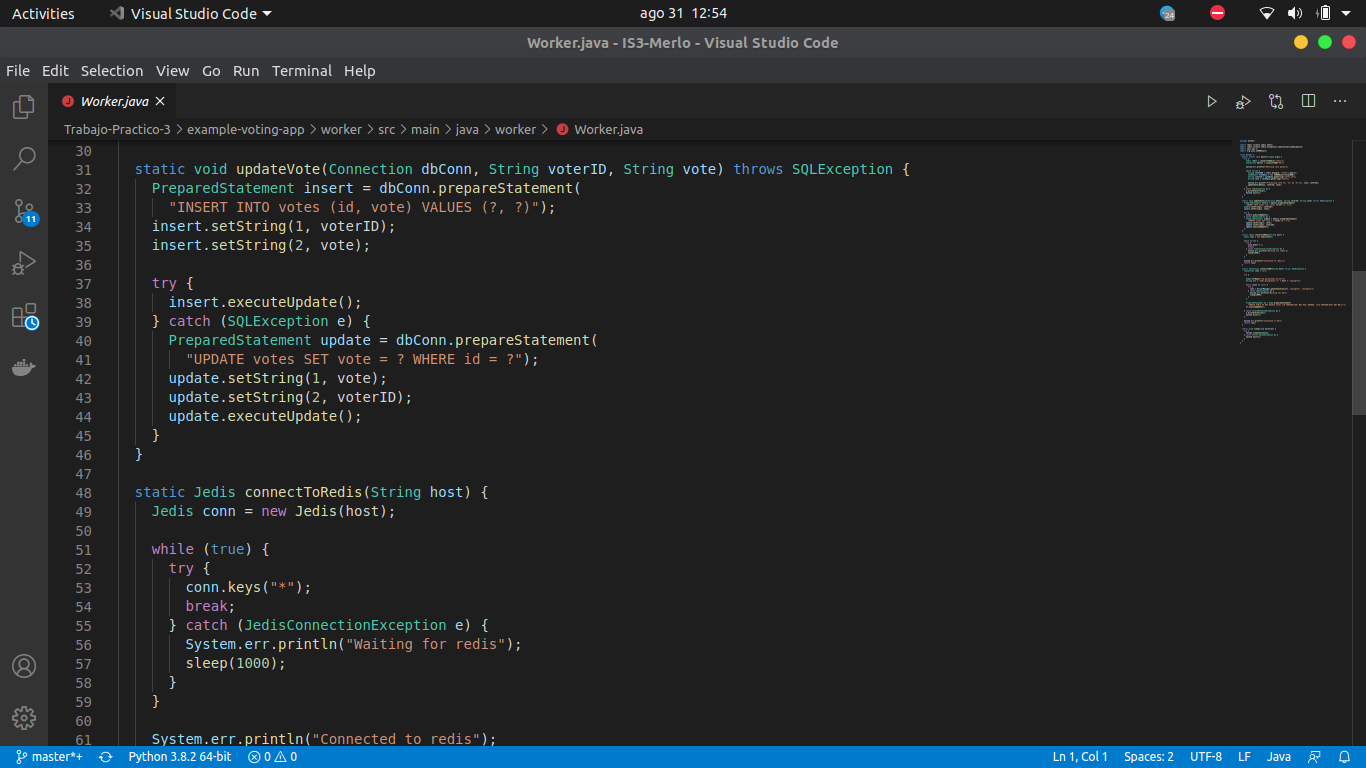 Activities Visual Studio Code ago 31 12:54 24
Worker.java - IS3-Merlo - Visual Studio Code
File Edit Selection View Go Run Terminal Help
J Worker.java
Trabajo-Practico-3 > example-voting-app > worker > src > main > java > worker > J Worker.java
30
31 static void updateVote(Connection dbConn, String voterID, String vote) throws SQLException {
32 PreparedStatement insert = dbConn.prepareStatement(
33 "INSERT INTO votes (id, vote) VALUES (?, ?)");
34 insert.setString(1, voterID);
35 insert.setString(2, vote);
36
37 try {
38 insert.executeUpdate();
39 } catch (SQLException e) {
40 PreparedStatement update = dbConn.prepareStatement(
41 "UPDATE votes SET vote = ? WHERE id = ?");
42 update.setString(1, vote);
43 update.setString(2, voterID);
44 update.executeUpdate();
45 }
46 }
47
48 static Jedis connectToRedis(String host) {
49 Jedis conn = new Jedis(host);
50
51 while (true) {
52 try {
53 conn.keys("*");
54 break;
55 } catch (JedisConnectionException e) {
56 System.err.println("Waiting for redis");
57 sleep(1000);
58 }
59 }
60
61 System.err.println("Connected to redis");
11
master*+ Python 3.8.2 64-bit 0 0 Ln 1, Col 1 Spaces: 2 UTF-8 LF Java